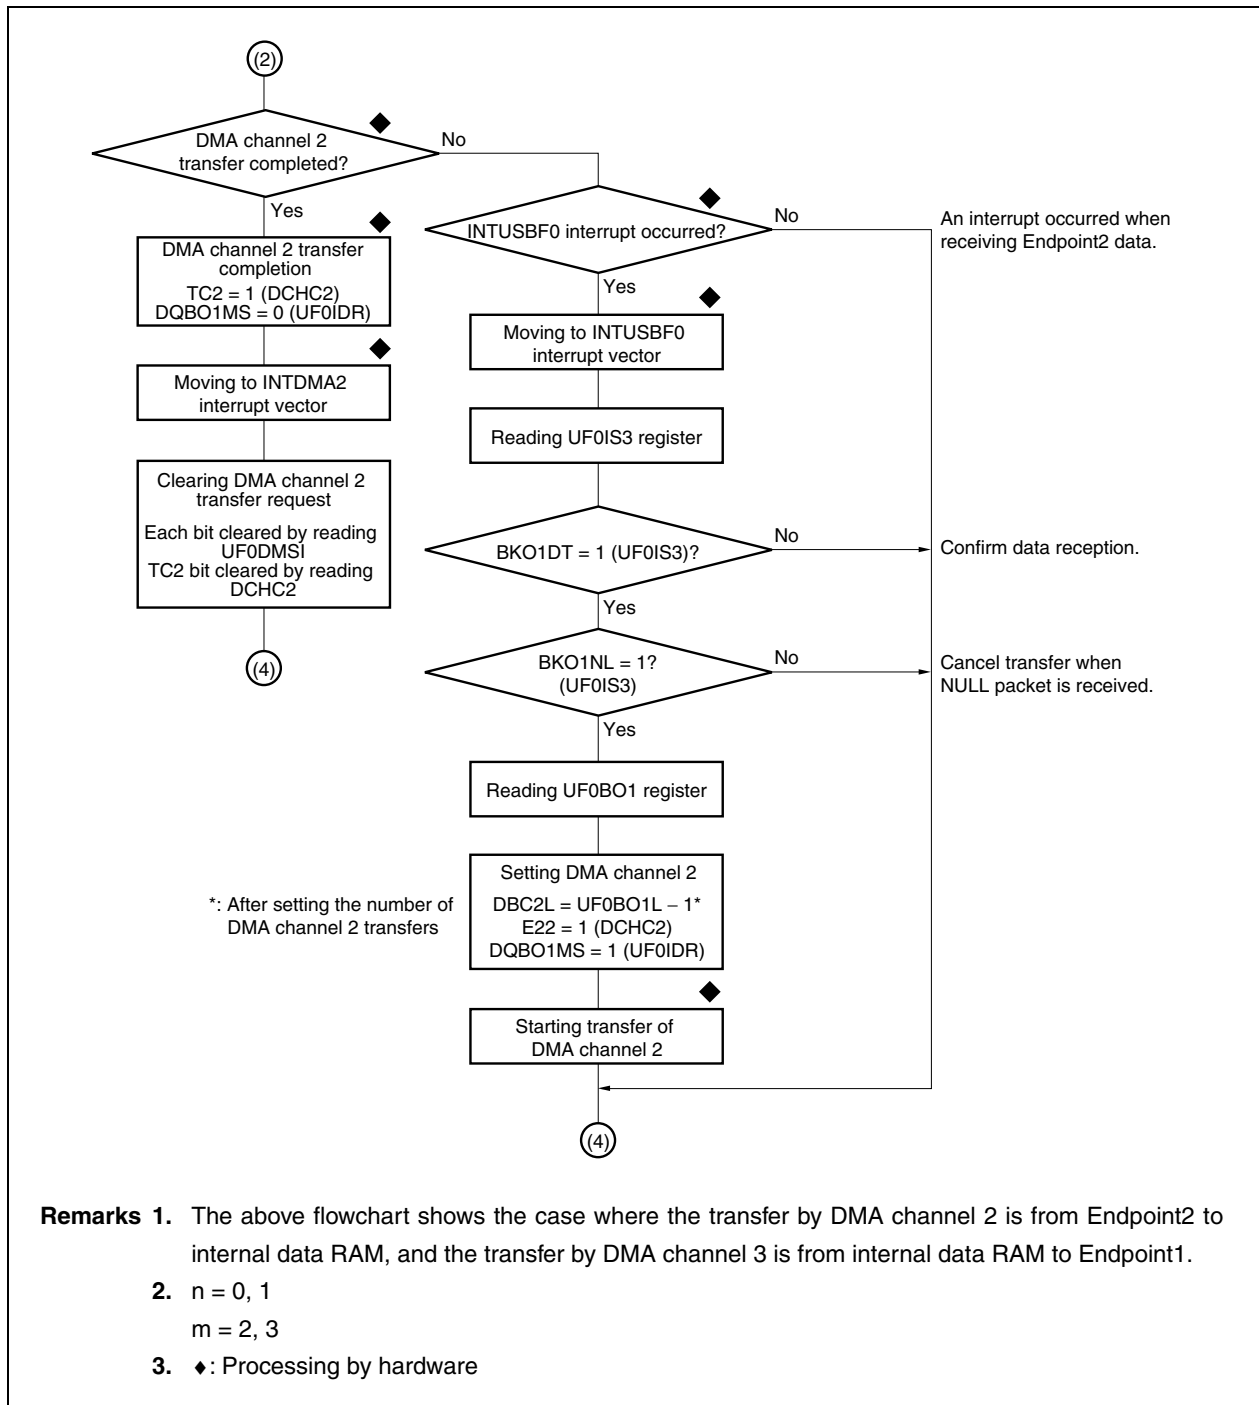 (2)
DMA channel 2
transfer completed?
No
Yes
DMA channel 2 transfer
completion
TC2 = 1 (DCHC2)
DQBO1MS = 0 (UF0IDR)
Moving to INTDMA2
interrupt vector
Clearing DMA channel 2
transfer request
Each bit cleared by reading
UF0DMSI
TC2 bit cleared by reading
DCHC2
(4)
INTUSBF0 interrupt occurred?
No
An interrupt occurred when
receiving Endpoint2 data.
Yes
Moving to INTUSBF0
interrupt vector
Reading UF0IS3 register
BKO1DT = 1 (UF0IS3)?
No
Confirm data reception.
Yes
BKO1NL = 1?
(UF0IS3)
No
Cancel transfer when
NULL packet is received.
Yes
Reading UF0BO1 register
*: After setting the number of
DMA channel 2 transfers
Setting DMA channel 2
DBC2L = UF0BO1L − 1*
E22 = 1 (DCHC2)
DQBO1MS = 1 (UF0IDR)
Starting transfer of
DMA channel 2
(4)
Remarks 1. The above flowchart shows the case where the transfer by DMA channel 2 is from Endpoint2 to
internal data RAM, and the transfer by DMA channel 3 is from internal data RAM to Endpoint1.
2. n = 0, 1
m = 2, 3
3. ♦: Processing by hardware